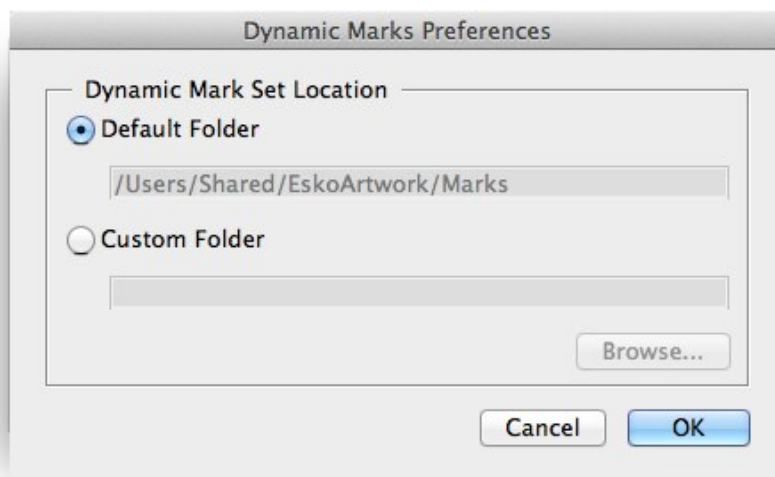 Dynamic Marks Preferences
Dynamic Mark Set Location
Default Folder
/Users/Shared/EskoArtwork/Marks
Custom Folder
Browse...
Cancel OK